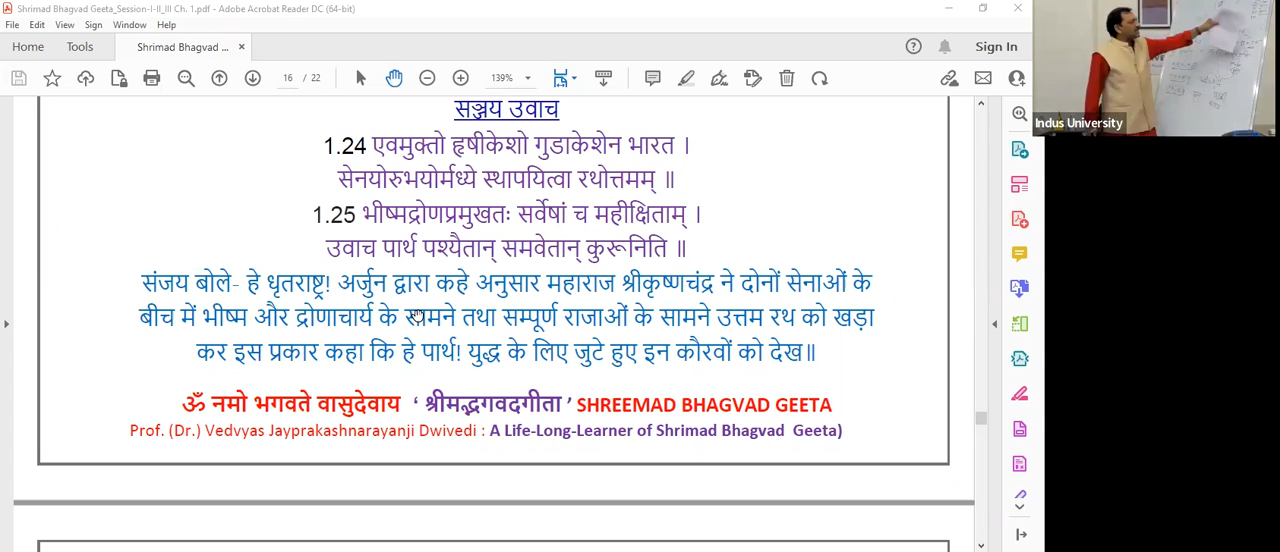 Shrimad Bhagvad Geeta_Session-I-II_III Ch. 1.pdf - Adobe Acrobat Reader DC (64-bit)
File Edit View Sign Window Help
Home Tools Shrimad Bhagvad ... × Sign In
16 / 22 139%
सञ्जय उवाच
1.24 एवमुक्तो हृषीकेशो गुडाकेशेन भारत ।
सेनयोरुभयोर्मध्ये स्थापयित्वा रथोत्तमम् ॥
1.25 भीष्मद्रोणप्रमुखतः सर्वेषां च महीक्षिताम् ।
उवाच पार्थ पश्यैतान् समवेतान् कुरूनिति ॥
संजय बोले- हे धृतराष्ट्र! अर्जुन द्वारा कहे अनुसार महाराज श्रीकृष्णचंद्र ने दोनों सेनाओं के
बीच में भीष्म और द्रोणाचार्य के सामने तथा सम्पूर्ण राजाओं के सामने उत्तम रथ को खड़ा
कर इस प्रकार कहा कि हे पार्थ! युद्ध के लिए जुटे हुए इन कौरवों को देख॥
ॐ नमो भगवते वासुदेवाय ‘ श्रीमद्भगवदगीता ’ SHREEMAD BHAGVAD GEETA
Prof. (Dr.) Vedvyas Jayprakashnarayanji Dwivedi : A Life-Long-Learner of Shrimad Bhagvad Geeta)
Indus University